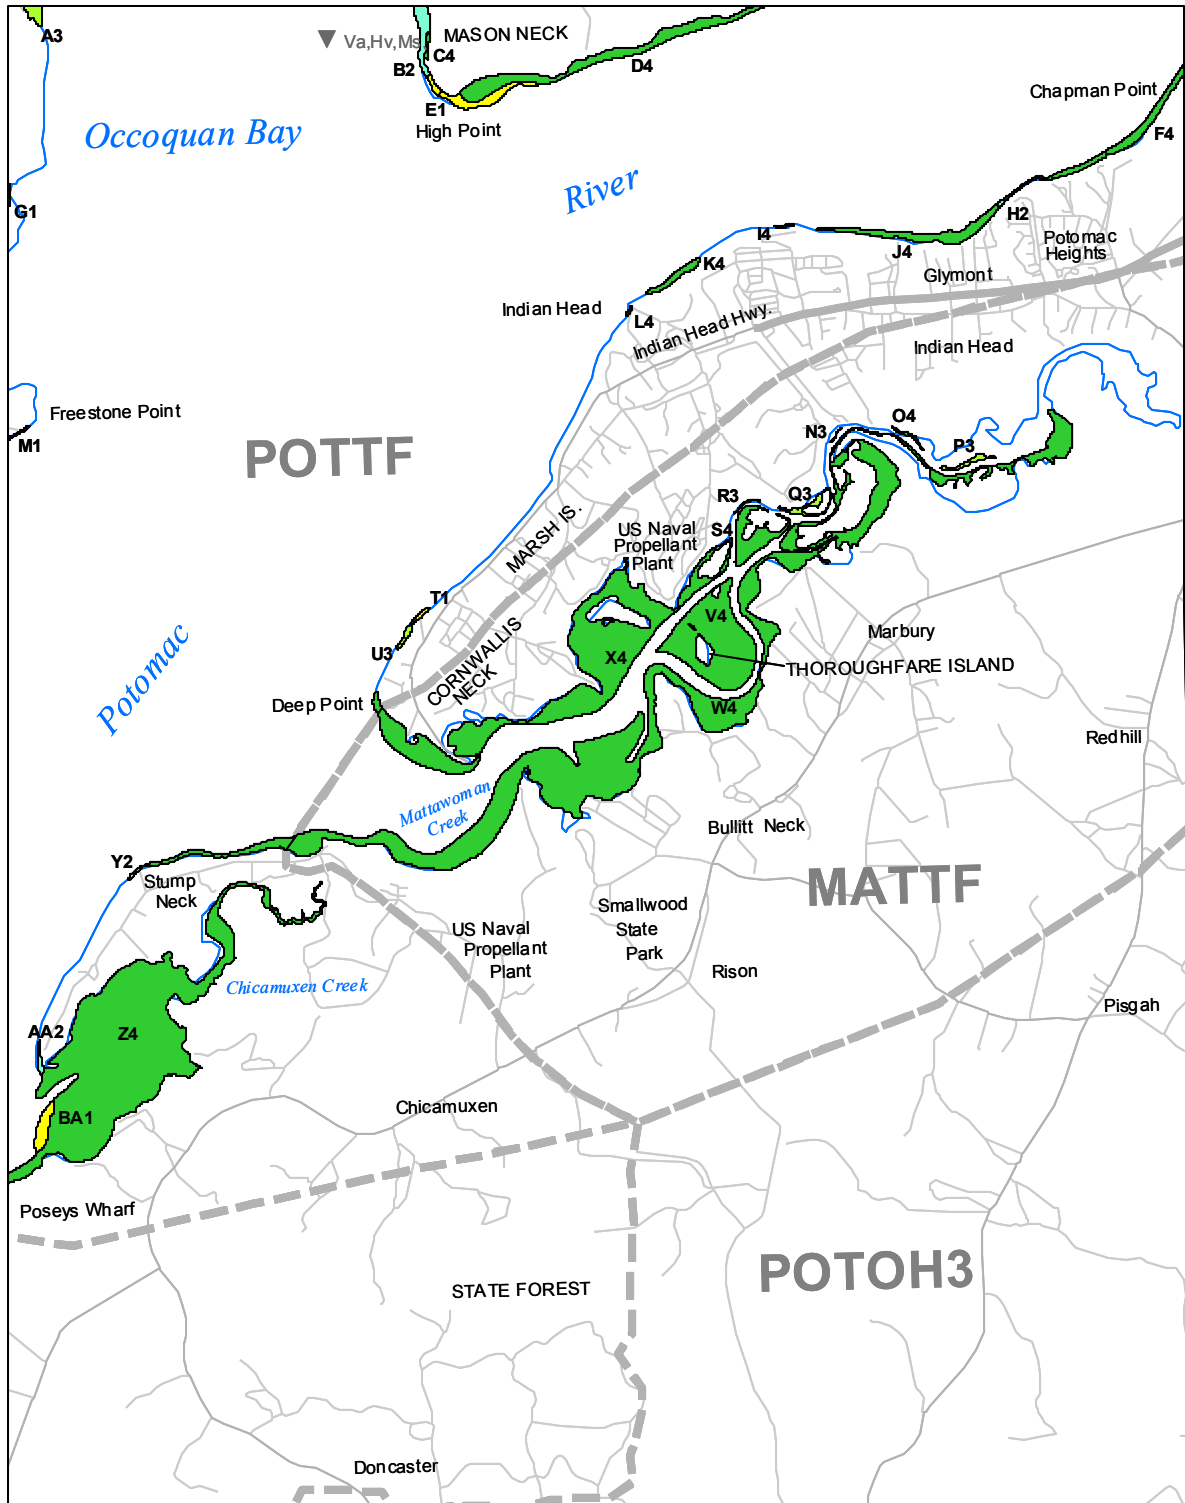 A3
Va,Hv,Ms
MASON NECK
C4
B2
D4
E1
High Point
Chapman Point
F4
Occoquan Bay
River
G1
H2
I4
J4
Potomac
Heights
Glymont
K4
Indian Head
L4
Indian Head Hwy.
Indian Head
Freestone Point
M1
POTTF
N3
O4
P3
Q3
R3
S4
MARSH IS.
US Naval
Propellant
Plant
T1
U3
V4
Marbury
CORNWALLIS
NECK
X4
THOROUGHFARE ISLAND
Potomac
Deep Point
W4
Redhill
Mattawoman
Creek
Bullitt Neck
Y2
Stump
Neck
MATTF
Smallwood
State
Park
US Naval
Propellant
Plant
Rison
Chicamuxen Creek
Pisgah
AA2
Z4
BA1
Chicamuxen
Poseys Wharf
POTOH3
STATE FOREST
Doncaster